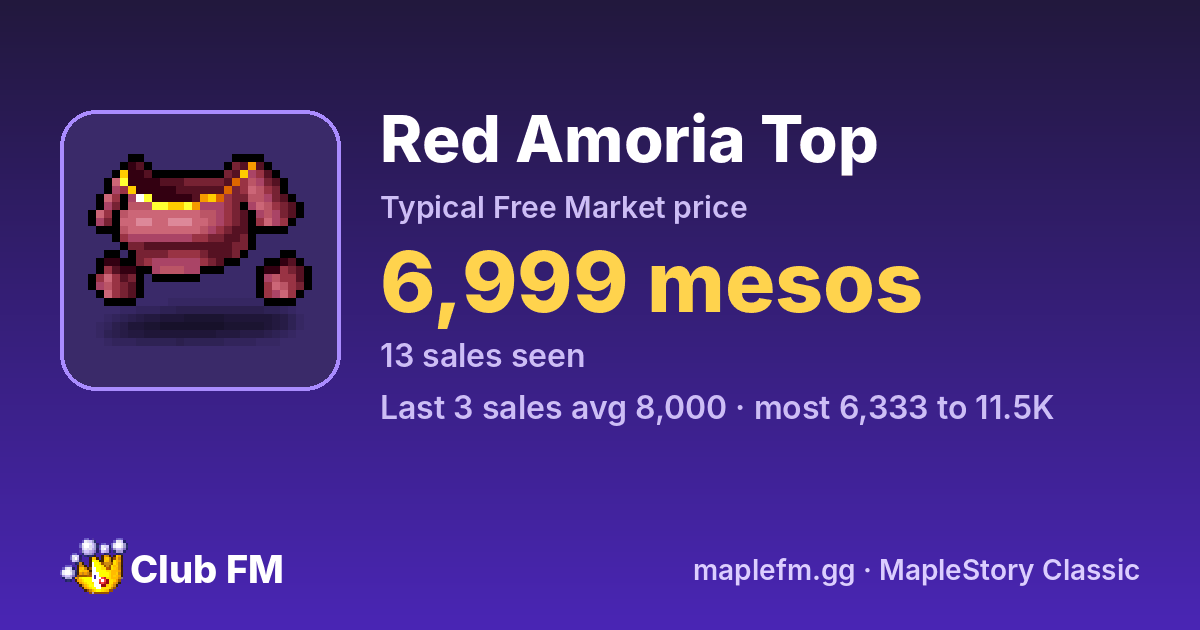 Red Amoria Top
Typical Free Market price
6,999 mesos
13 sales seen
Last 3 sales avg 8,000 · most 6,333 to 11.5K
Club FM
maplefm.gg · MapleStory Classic